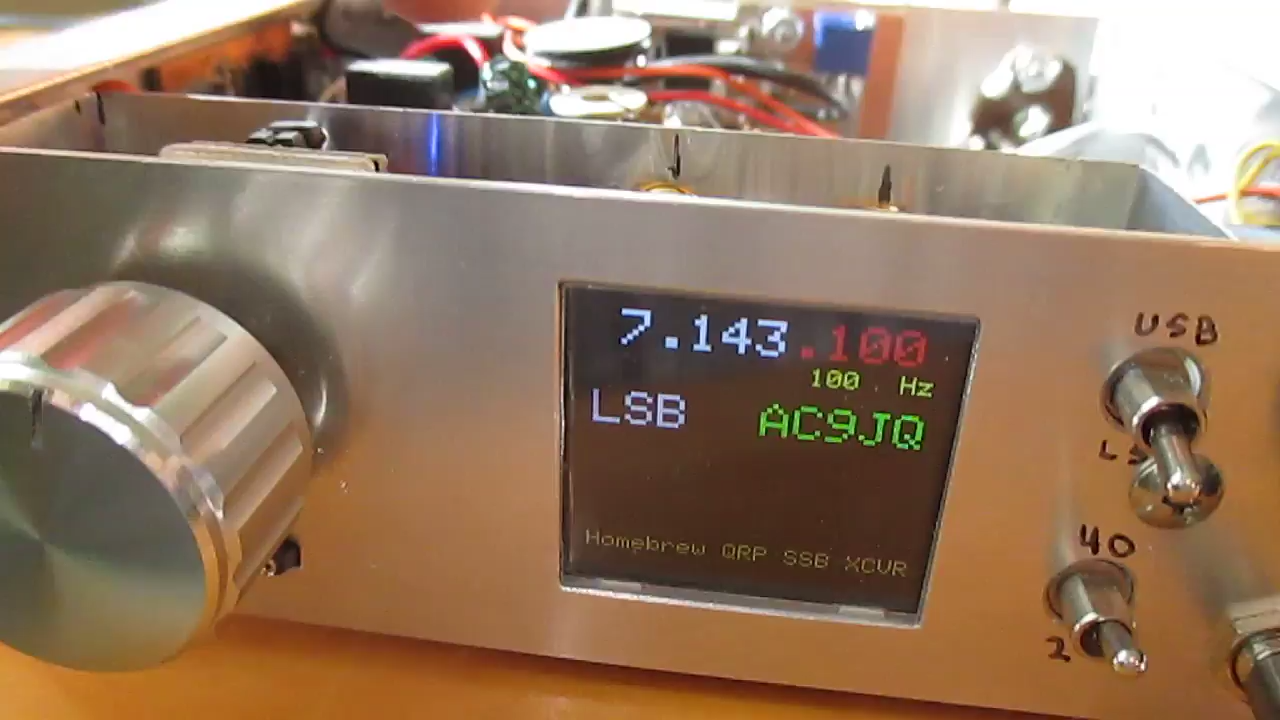 7.143.100
100 Hz
LSB AC9JQ
Homebrew QRP SSB XCVR
USB
40
2